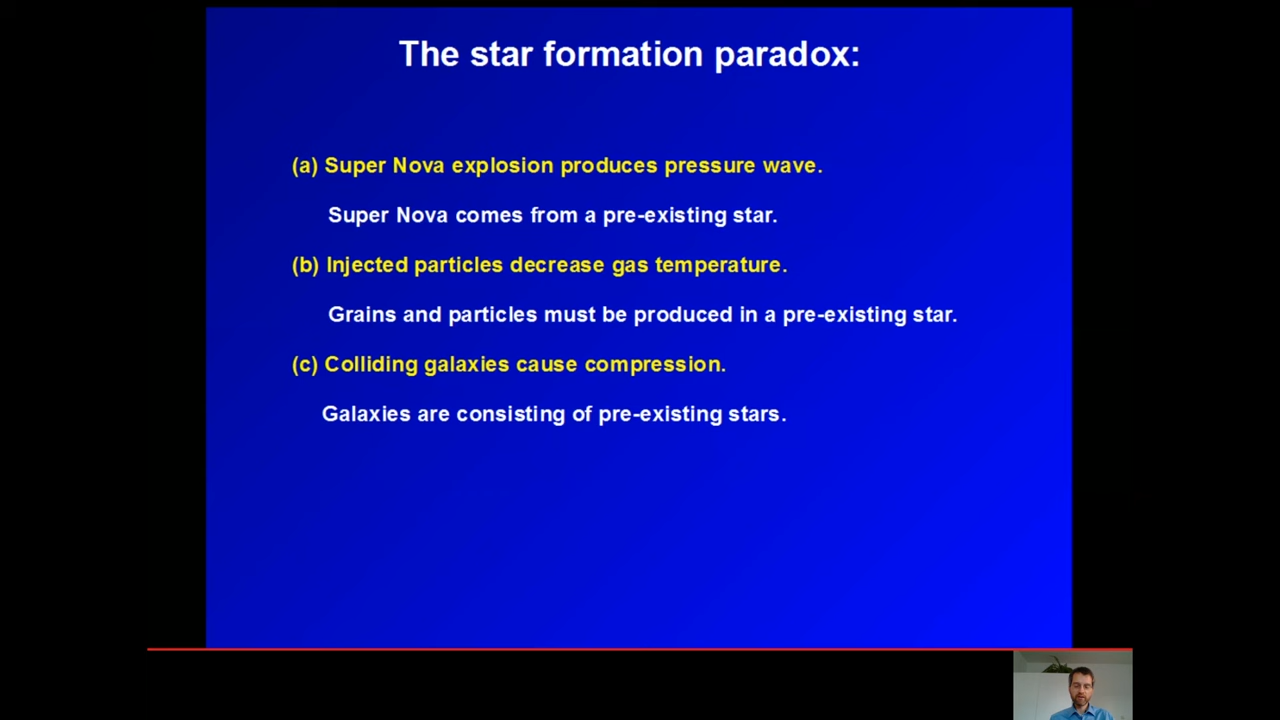 The star formation paradox:
(a) Super Nova explosion produces pressure wave.
Super Nova comes from a pre-existing star.
(b) Injected particles decrease gas temperature.
Grains and particles must be produced in a pre-existing star.
(c) Colliding galaxies cause compression.
Galaxies are consisting of pre-existing stars.